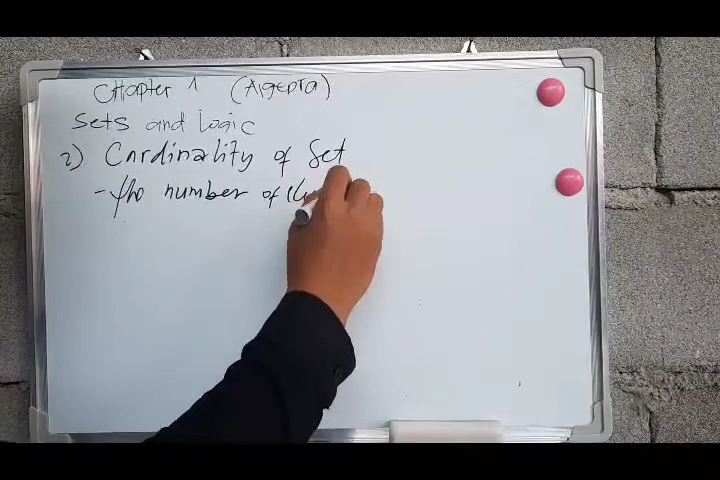 Chapter 1 (Algebra)
Sets and logic
2) Cardinality of Set
- The number of